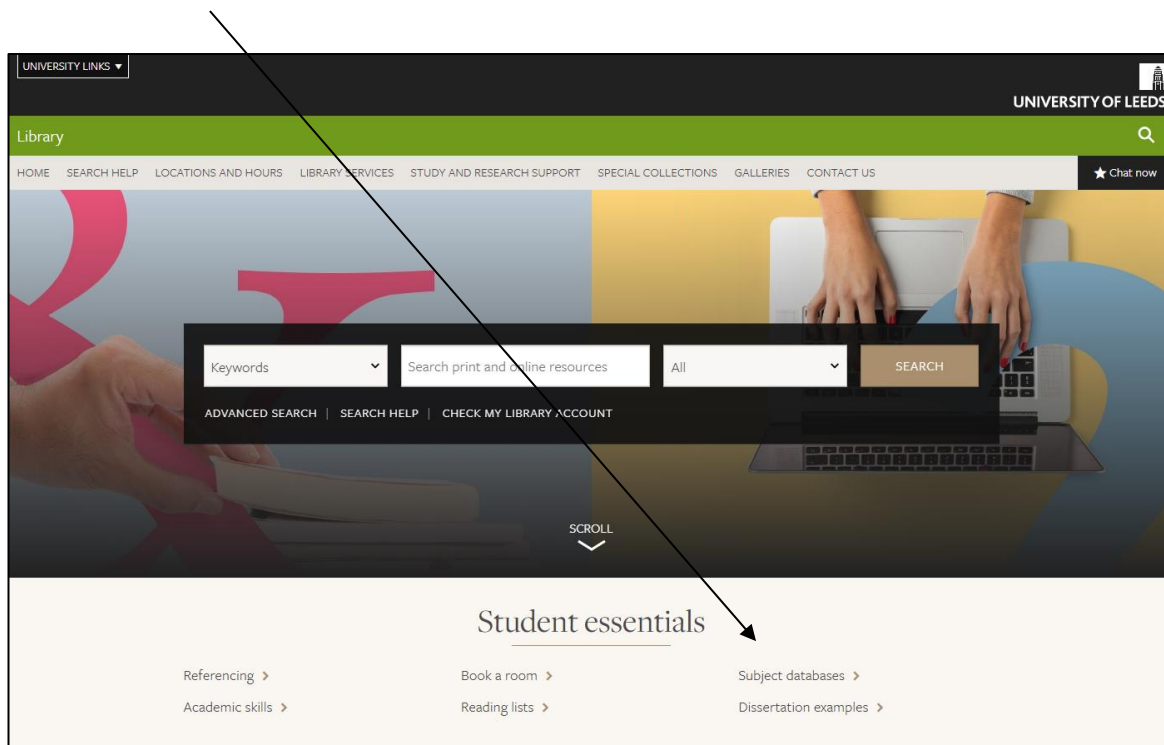 UNIVERSITY LINKS
UNIVERSITY OF LEEDS
Library
HOME SEARCH HELP LOCATIONS AND HOURS LIBRARY SERVICES STUDY AND RESEARCH SUPPORT SPECIAL COLLECTIONS GALLERIES CONTACT US Chat now
Keywords Search print and online resources All SEARCH
ADVANCED SEARCH | SEARCH HELP | CHECK MY LIBRARY ACCOUNT
SCROLL
Student essentials
Referencing > Book a room > Subject databases >
Academic skills > Reading lists > Dissertation examples >